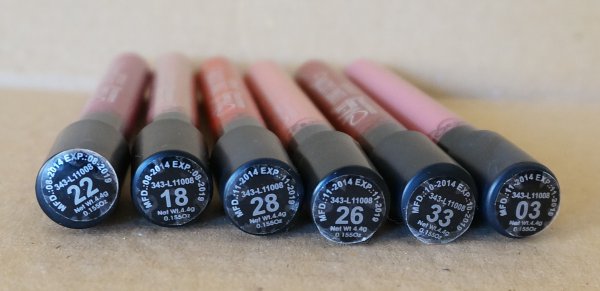 MFD.:08-2014 EXP.:08-2019
343-L11008
22
Net Wt.4.4g
0.155Oz
MFD.:08-2014 EXP.:08-2019
343-L11008
18
Net Wt.4.4g
0.155Oz
MFD.:11-2014 EXP.:11-2019
343-L11008
28
Net Wt.4.4g
0.155Oz
MFD.:11-2014 EXP.:11-2019
343-L11008
26
Net Wt.4.4g
0.155Oz
MFD.:10-2014 EXP.:10-2019
343-L11008
33
Net Wt.4.4g
0.155Oz
MFD.:11-2014 EXP.:11-2019
343-L11008
03
Net Wt.4.4g
0.155Oz